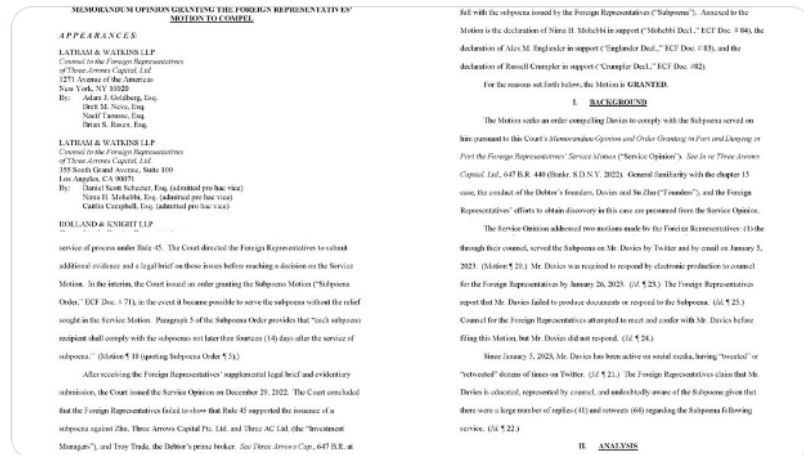 MEMORANDUM OPINION GRANTING THE FOREIGN REPRESENTATIVES'
MOTION TO COMPEL
APPEARANCES:
LATHAM & WATKINS LLP
Counsel to the Foreign Representatives
of Three Arrows Capital, Ltd
1271 Avenue of the Americas
New York, NY 10020
By: Adam J. Goldberg, Esq.
Brett M. Neve, Esq.
Nacif Taousse, Esq.
Brian S. Rosen, Esq.
LATHAM & WATKINS LLP
Counsel to the Foreign Representatives
of Three Arrows Capital, Ltd
355 South Grand Avenue, Suite 100
Los Angeles, CA 90071
By: Daniel Scott Schecter, Esq. (admitted pro hac vice)
Nima H. Mohebbi, Esq. (admitted pro hac vice)
Caitlin Campbell, Esq. (admitted pro hac vice)
HOLLAND & KNIGHT LLP
service of process under Rule 45. The Court directed the Foreign Representatives to submit
additional evidence and a legal brief on those issues before reaching a decision on the Service
Motion. In the interim, the Court issued an order granting the Subpoena Motion ("Subpoena
Order," ECF Doc. # 71), in the event it became possible to serve the subpoena without the relief
sought in the Service Motion. Paragraph 5 of the Subpoena Order provides that "each subpoena
recipient shall comply with the subpoenas not later than fourteen (14) days after the service of
subpoena." (Motion ¶ 18 (quoting Subpoena Order ¶ 5).)
After receiving the Foreign Representatives' supplemental legal brief and evidentiary
submission, the Court issued the Service Opinion on December 29, 2022. The Court concluded
that the Foreign Representatives failed to show that Rule 45 supported the issuance of a
subpoena against Zhu, Three Arrows Capital Pte. Ltd. and Three AC Ltd. (the "Investment
Managers"), and Troy Trade, the Debtor's prime broker. See Three Arrows Cap., 647 B.R. at
full with the subpoena issued by the Foreign Representatives ("Subpoena"). Annexed to the
Motion is the declaration of Nima H. Mohebbi in support ("Mohebbi Decl.," ECF Doc. # 84), the
declaration of Alex M. Englander in support ("Englander Decl.," ECF Doc. # 83), and the
declaration of Russell Crumpler in support ("Crumpler Decl.," ECF Doc. #82).
For the reasons set forth below, the Motion is GRANTED.
I. BACKGROUND
The Motion seeks an order compelling Davies to comply with the Subpoena served on
him pursuant to this Court's Memorandum Opinion and Order Granting in Part and Denying in
Part the Foreign Representatives' Service Motion ("Service Opinion"). See In re Three Arrows
Capital, Ltd., 647 B.R. 440 (Bankr. S.D.N.Y. 2022). General familiarity with the chapter 15
case, the conduct of the Debtor's founders, Davies and Su Zhu ("Founders"), and the Foreign
Representatives' efforts to obtain discovery in this case are presumed from the Service Opinion.
The Service Opinion addressed two motions made by the Foreign Representatives: (1) the
through their counsel, served the Subpoena on Mr. Davies by Twitter and by email on January 5,
2023. (Motion ¶ 20.) Mr. Davies was required to respond by electronic production to counsel
for the Foreign Representatives by January 26, 2023. (Id. ¶ 23.) The Foreign Representatives
report that Mr. Davies failed to produce documents or respond to the Subpoena. (Id. ¶ 25.)
Counsel for the Foreign Representatives attempted to meet and confer with Mr. Davies before
filing this Motion, but Mr. Davies did not respond. (Id. ¶ 24.)
Since January 5, 2023, Mr. Davies has been active on social media, having "tweeted" or
"retweeted" dozens of times on Twitter. (Id. ¶ 21.) The Foreign Representatives claim that Mr.
Davies is educated, represented by counsel, and undoubtedly aware of the Subpoena given that
there were a large number of replies (41) and retweets (64) regarding the Subpoena following
service. (Id. ¶ 22.)
II. ANALYSIS